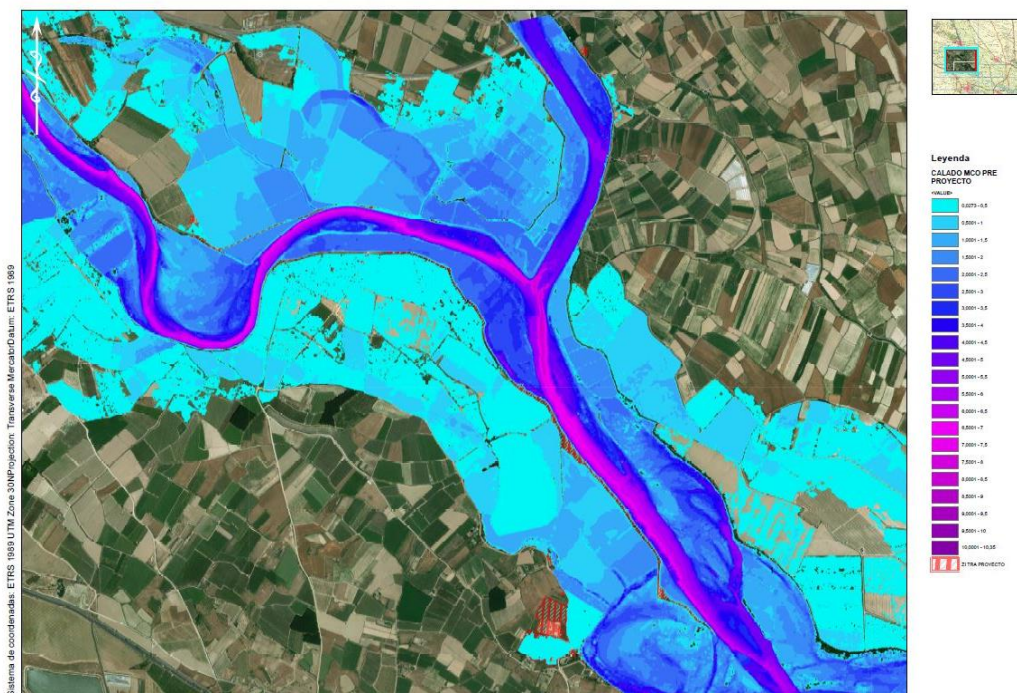 Sistema de coordenadas: ETRS 1989 UTM Zone 30NProjection: Transverse MercatorDatum: ETRS 1989
Leyenda
CALADO MCO PRE
PROYECTO
<VALUE>
0,0273 - 0,5
0,5001 - 1
1,0001 - 1,5
1,5001 - 2
2,0001 - 2,5
2,5001 - 3
3,0001 - 3,5
3,5001 - 4
4,0001 - 4,5
4,5001 - 5
5,0001 - 5,5
5,5001 - 6
6,0001 - 6,5
6,5001 - 7
7,0001 - 7,5
7,5001 - 8
8,0001 - 8,5
8,5001 - 9
9,0001 - 9,5
9,5001 - 10
10,0001 - 10,35
ZI TRA PROYECTO